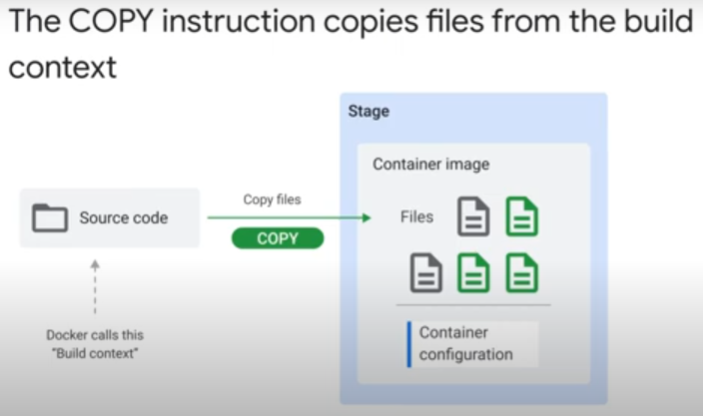 The COPY instruction copies files from the build
context
Stage
Container image
Copy files
Source code
Files
COPY
Docker calls this
"Build context"
Container
configuration